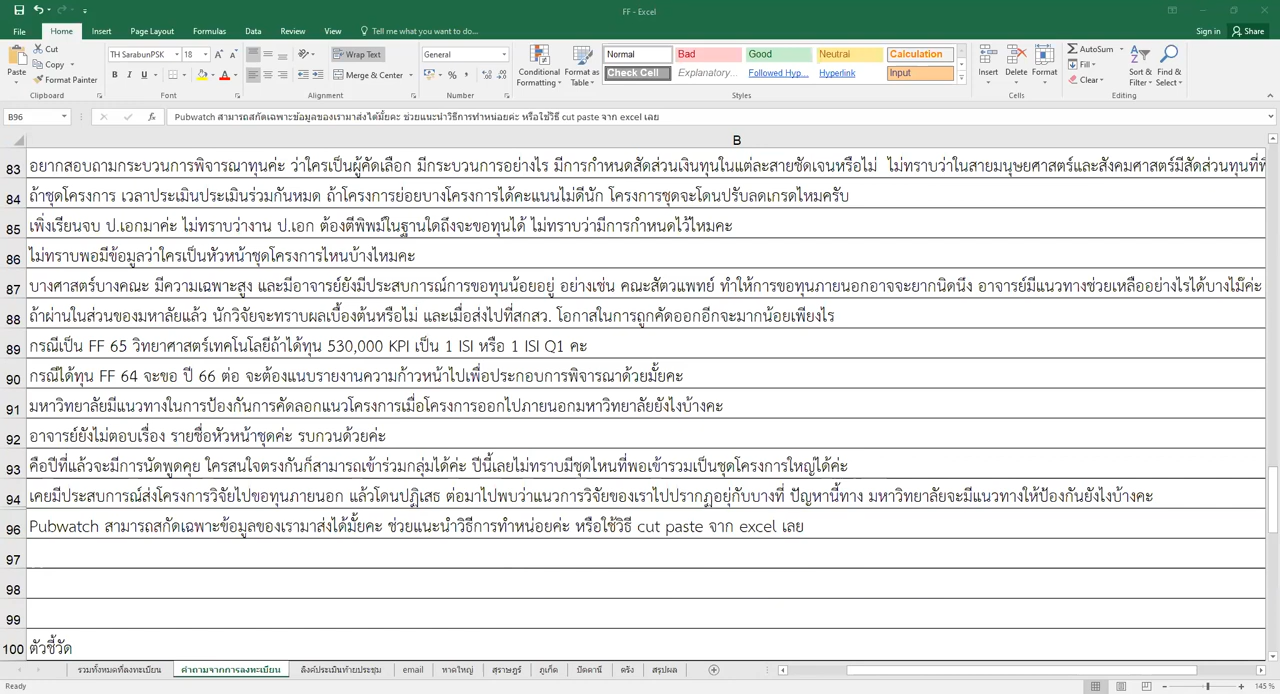 FF - Excel
File Home Insert Page Layout Formulas Data Review View Tell me what you want to do... Sign in Share
Cut
Copy
Format Painter
Paste
Clipboard
TH SarabunPSK 18
B I U
Font
Wrap Text
Merge & Center
Alignment
General
Number
Conditional Formatting
Format as Table
Normal Bad Good Neutral Calculation
Check Cell Explanatory... Followed Hyp... Hyperlink Input
Styles
Insert Delete Format
Cells
AutoSum
Fill
Clear
Sort & Filter
Find & Select
Editing
B96 fx Pubwatch สามารถสกัดเฉพาะข้อมูลของเรามาส่งได้มั้ยคะ ช่วยแนะนำวิธีการทำหน่อยค่ะ หรือใช้วิธี cut paste จาก excel เลย
B
83 อยากสอบถามกระบวนการพิจารณาทุนค่ะ ว่าใครเป็นผู้คัดเลือก มีกระบวนการอย่างไร มีการกำหนดสัดส่วนเงินทุนในแต่ละสายชัดเจนหรือไม่ ไม่ทราบว่าในสายมนุษยศาสตร์และสังคมศาสตร์มีสัดส่วนทุนที่
84 ถ้าชุดโครงการ เวลาประเมินประเมินร่วมกันหมด ถ้าโครงการย่อยบางโครงการได้คะแนนไม่ดีนัก โครงการชุดจะโดนปรับลดเกรดไหมครับ
85 เพิ่งเรียนจบ ป.เอกมาค่ะ ไม่ทราบว่างาน ป.เอก ต้องตีพิพม์ในฐานใดถึงจะขอทุนได้ ไม่ทราบว่ามีการกำหนดไว้ไหมคะ
86 ไม่ทราบพอมีข้อมูลว่าใครเป็นหัวหน้าชุดโครงการไหนบ้างไหมคะ
87 บางศาสตร์บางคณะ มีความเฉพาะสูง และมีอาจารย์ยังมีประสบการณ์การขอทุนน้อยอยู่ อย่างเช่น คณะสัตวแพทย์ ทำให้การขอทุนภายนอกอาจจะยากนิดนึง อาจารย์มีแนวทางช่วยเหลืออย่างไรได้บางไม๊ค่ะ
88 ถ้าผ่านในส่วนของมหาลัยแล้ว นักวิจัยจะทราบผลเบื้องต้นหรือไม่ และเมื่อส่งไปที่สกสว. โอกาสในการถูกคัดออกอีกจะมากน้อยเพียงไร
89 กรณีเป็น FF 65 วิทยาศาสตร์เทคโนโลยีถ้าได้ทุน 530,000 KPI เป็น 1 ISI หรือ 1 ISI Q1 คะ
90 กรณีได้ทุน FF 64 จะขอ ปี 66 ต่อ จะต้องแนบรายงานความก้าวหน้าไปเพื่อประกอบการพิจารณาด้วยมั้ยคะ
91 มหาวิทยาลัยมีแนวทางในการป้องกันการคัดลอกแนวโครงการเมื่อโครงการออกไปภายนอกมหาวิทยาลัยยังไงบ้างคะ
92 อาจารย์ยังไม่ตอบเรื่อง รายชื่อหัวหน้าชุดค่ะ รบกวนด้วยค่ะ
93 คือปีที่แล้วจะมีการนัดพูดคุย ใครสนใจตรงกันก็สามารถเข้าร่วมกลุ่มได้ค่ะ ปีนี้เลยไม่ทราบมีชุดไหนที่พอเข้ารวมเป็นชุดโครงการใหญ่ได้ค่ะ
94 เคยมีประสบการณ์ส่งโครงการวิจัยไปขอทุนภายนอก แล้วโดนปฏิเสธ ต่อมาไปพบว่าแนวการวิจัยของเราไปปรากฏอยู่กับบางที่ ปัญหานี้ทาง มหาวิทยาลัยจะมีแนวทางให้ป้องกันยังไงบ้างคะ
96 Pubwatch สามารถสกัดเฉพาะข้อมูลของเรามาส่งได้มั้ยคะ ช่วยแนะนำวิธีการทำหน่อยค่ะ หรือใช้วิธี cut paste จาก excel เลย
97
98
99
100 ตัวชี้วัด
รวมทั้งหมดที่ลงทะเบียน คำถามจากการลงทะเบียน ลิงค์ประเมินท้ายประชุม email หาดใหญ่ สุราษฎร์ ภูเก็ต ปัตตานี ตรัง สรุปผล
Ready 145 %